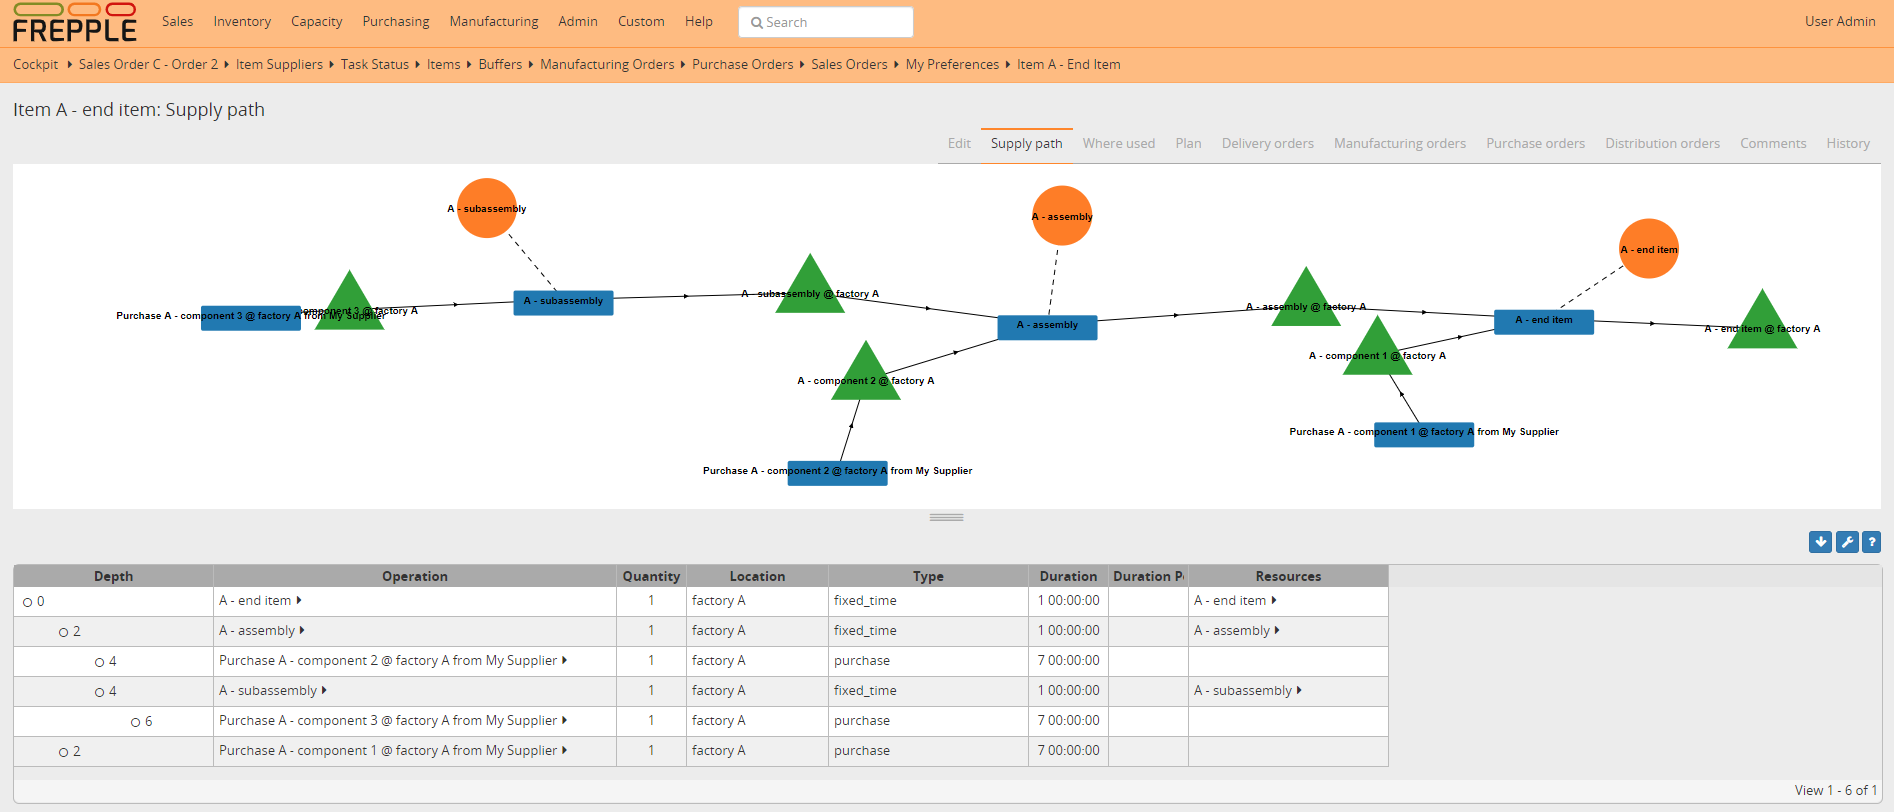 FREPPLE
Sales Inventory Capacity Purchasing Manufacturing Admin Custom Help Search User Admin
Cockpit Sales Order C - Order 2 Item Suppliers Task Status Items Buffers Manufacturing Orders Purchase Orders Sales Orders My Preferences Item A - End Item
Item A - end item: Supply path
Edit Supply path Where used Plan Delivery orders Manufacturing orders Purchase orders Distribution orders Comments History
A - subassembly
A - assembly
A - end item
A - subassembly @ factory A
A - subassembly
A - assembly @ factory A
component 3 @ factory A
Purchase A - component 3 @ factory A from My Supplier
A - end item
A - assembly
A - end item @ factory A
A - component 1 @ factory A
A - component 2 @ factory A
Purchase A - component 1 @ factory A from My Supplier
Purchase A - component 2 @ factory A from My Supplier
?
Depth Operation Quantity Location Type Duration Duration P Resources
0 A - end item 1 factory A fixed_time 1 00:00:00 A - end item
2 A - assembly 1 factory A fixed_time 1 00:00:00 A - assembly
4 Purchase A - component 2 @ factory A from My Supplier 1 factory A purchase 7 00:00:00
4 A - subassembly 1 factory A fixed_time 1 00:00:00 A - subassembly
6 Purchase A - component 3 @ factory A from My Supplier 1 factory A purchase 7 00:00:00
2 Purchase A - component 1 @ factory A from My Supplier 1 factory A purchase 7 00:00:00
View 1 - 6 of 1